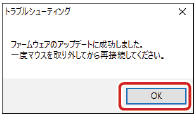 トラブルシューティング
ファームウェアのアップデートに成功しました。
一度マウスを取り外してから再接続してください。
OK